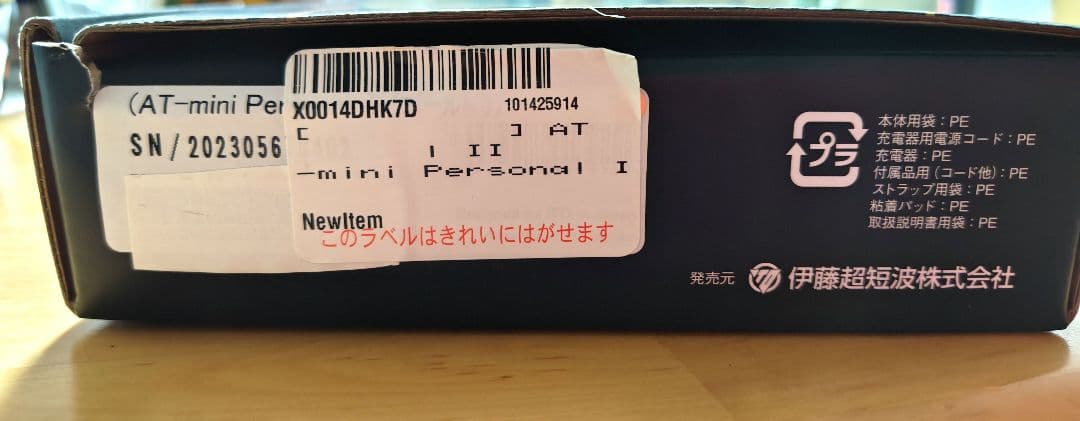 (AT-mini Per
SN/2023056
X0014DHK7D
101425914
[ ] AT
I II
-mini Personal I
NewItem
このラベルはきれいにはがせます
プラ
本体用袋：PE
充電器用電源コード：PE
充電器：PE
付属品用（コード他）：PE
ストラップ用袋：PE
粘着パッド：PE
取扱説明書用袋：PE
発売元 伊藤超短波株式会社